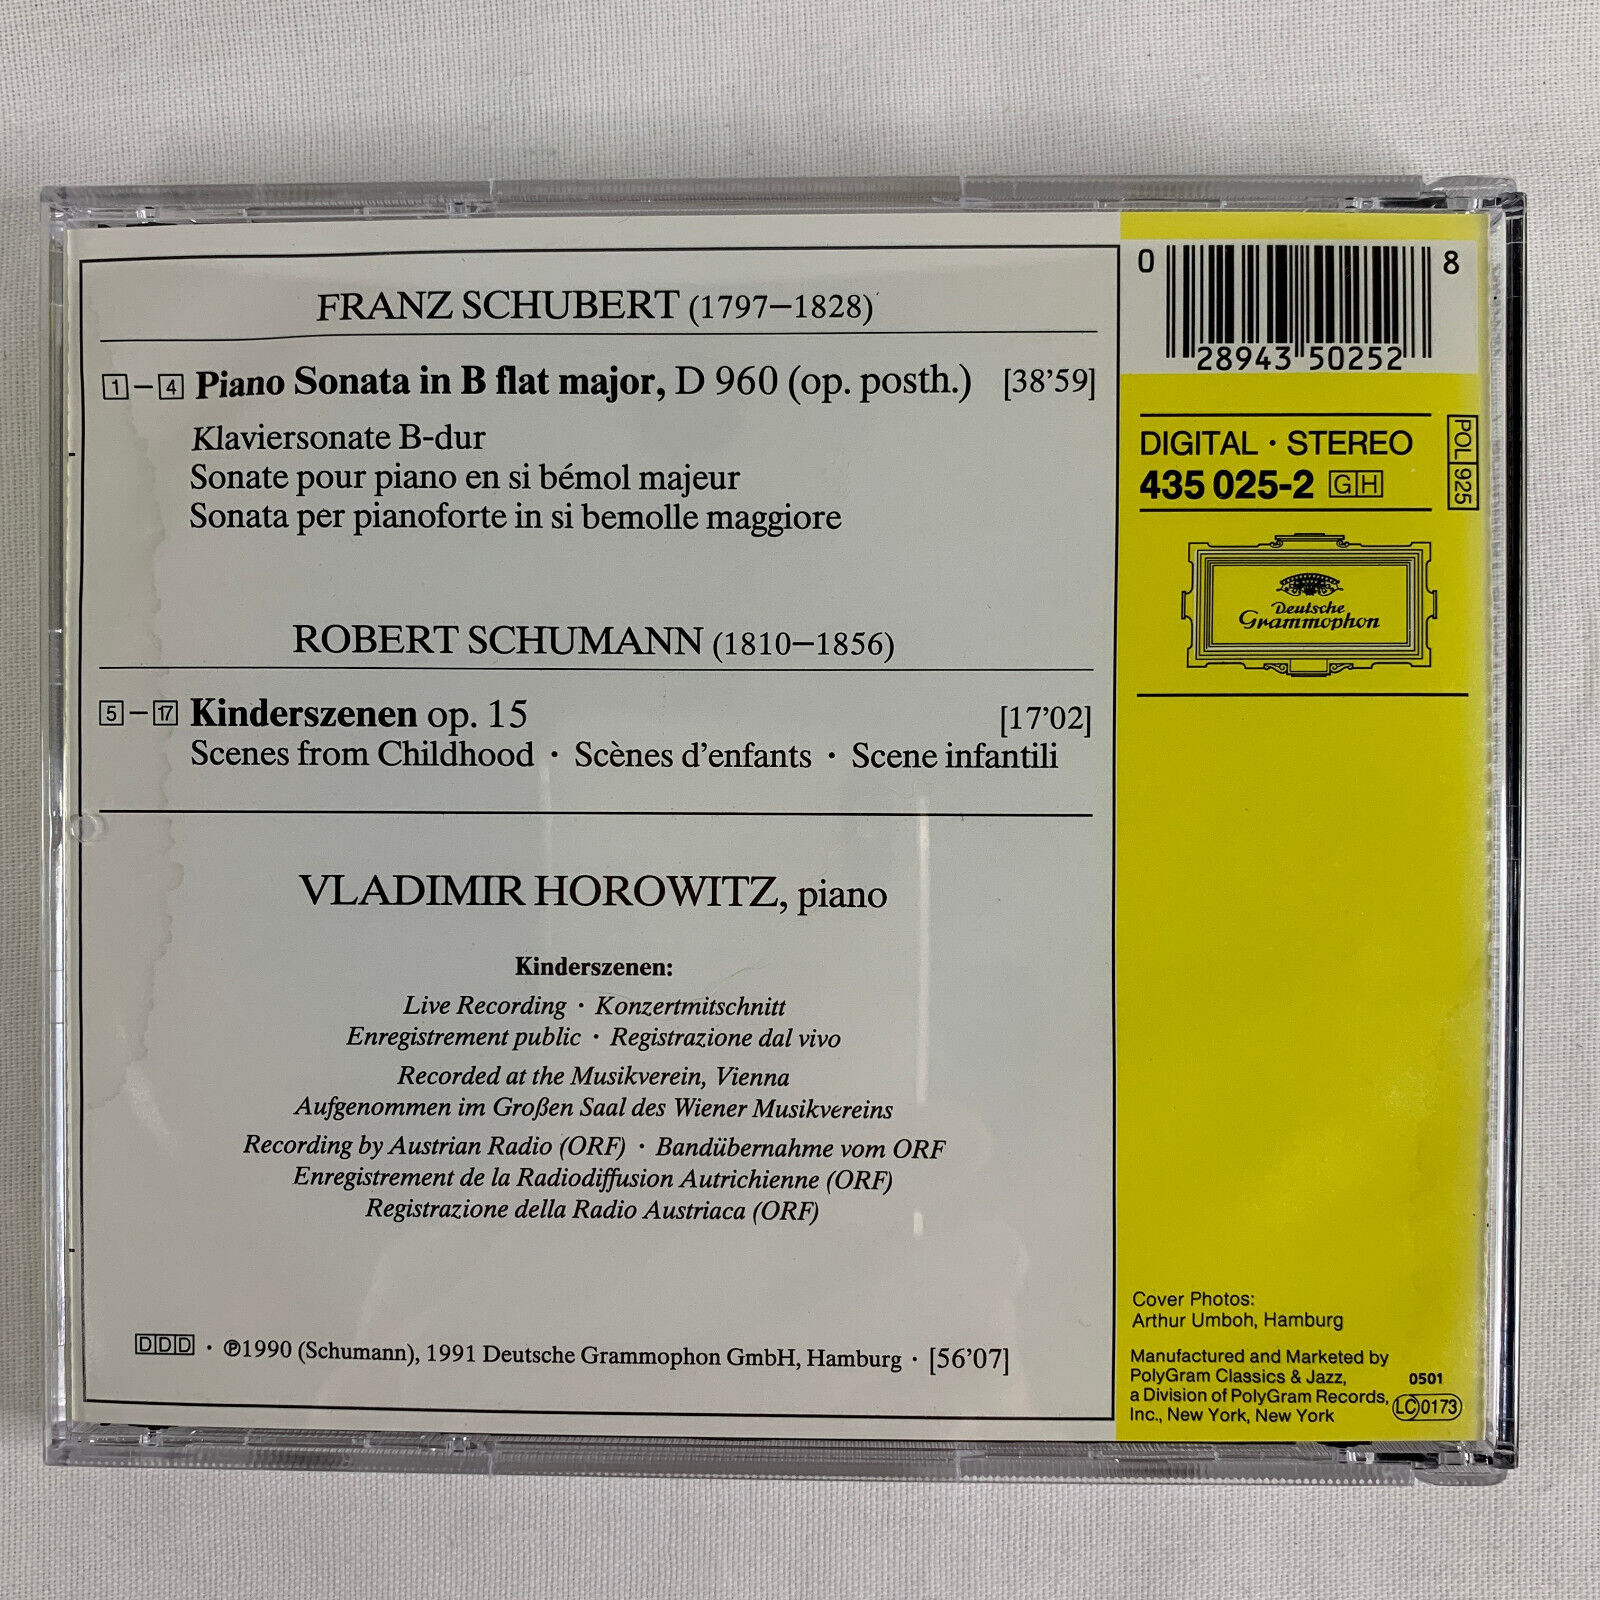 FRANZ SCHUBERT (1797–1828)
1 – 4 Piano Sonata in B flat major, D 960 (op. posth.) [38'59]
Klaviersonate B-dur
Sonate pour piano en si bémol majeur
Sonata per pianoforte in si bemolle maggiore
ROBERT SCHUMANN (1810–1856)
5 – 17 Kinderszenen op. 15 [17'02]
Scenes from Childhood · Scènes d'enfants · Scene infantili
VLADIMIR HOROWITZ, piano
Kinderszenen:
Live Recording · Konzertmitschnitt
Enregistrement public · Registrazione dal vivo
Recorded at the Musikverein, Vienna
Aufgenommen im Großen Saal des Wiener Musikvereins
Recording by Austrian Radio (ORF) · Bandübernahme vom ORF
Enregistrement de la Radiodiffusion Autrichienne (ORF)
Registrazione della Radio Austriaca (ORF)
DDD · ℗1990 (Schumann), 1991 Deutsche Grammophon GmbH, Hamburg · [56'07]
0 28943 50252 8
DIGITAL · STEREO
435 025-2 GH
POL 925
Deutsche
Grammophon
Cover Photos:
Arthur Umboh, Hamburg
Manufactured and Marketed by
PolyGram Classics & Jazz,
a Division of PolyGram Records,
Inc., New York, New York
0501
LC 0173